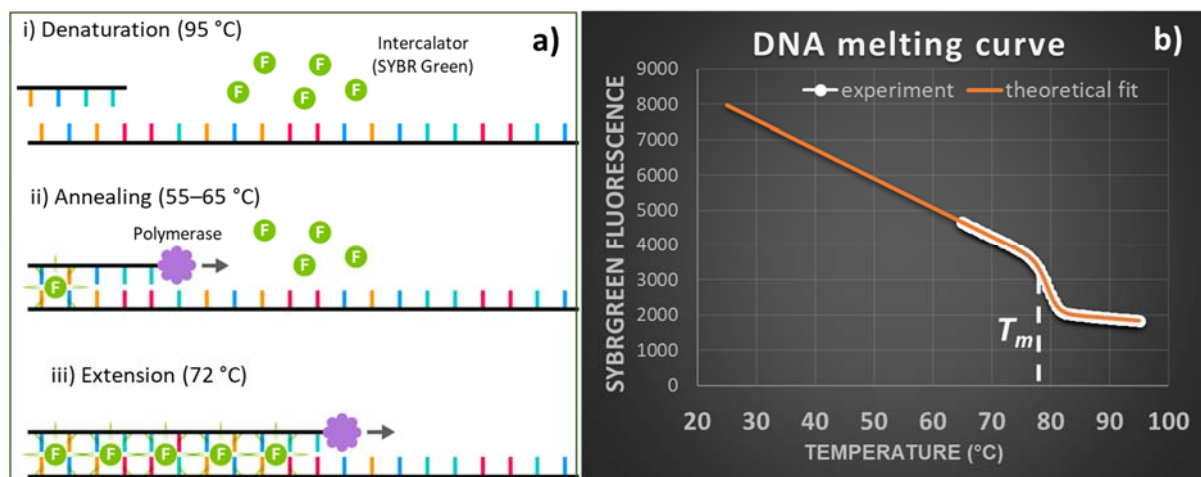 i) Denaturation (95 °C)
a)
Intercalator
(SYBR Green)
F
F
F
F
F
ii) Annealing (55–65 °C)
Polymerase
F
F
F
F
F
iii) Extension (72 °C)
F
F
F
F
F
DNA melting curve
b)
experiment
theoretical fit
SYBRGREEN FLUORESCENCE
9000
8000
7000
6000
5000
4000
3000
2000
1000
0
Tm
20 30 40 50 60 70 80 90 100
TEMPERATURE (°C)